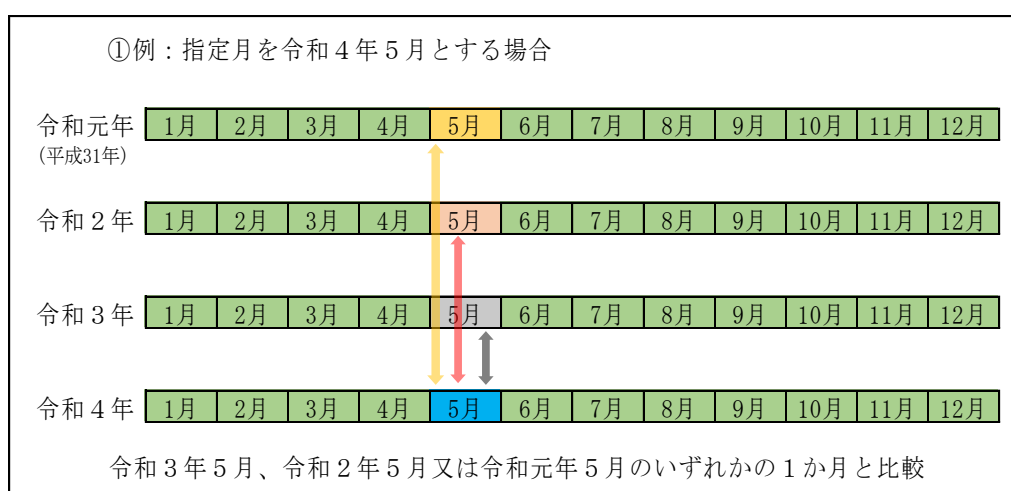 ①例：指定月を令和４年５月とする場合
令和元年 1月 2月 3月 4月 5月 6月 7月 8月 9月 10月 11月 12月
(平成31年)
令和２年 1月 2月 3月 4月 5月 6月 7月 8月 9月 10月 11月 12月
令和３年 1月 2月 3月 4月 5月 6月 7月 8月 9月 10月 11月 12月
令和４年 1月 2月 3月 4月 5月 6月 7月 8月 9月 10月 11月 12月
令和３年５月、令和２年５月又は令和元年５月のいずれかの１か月と比較